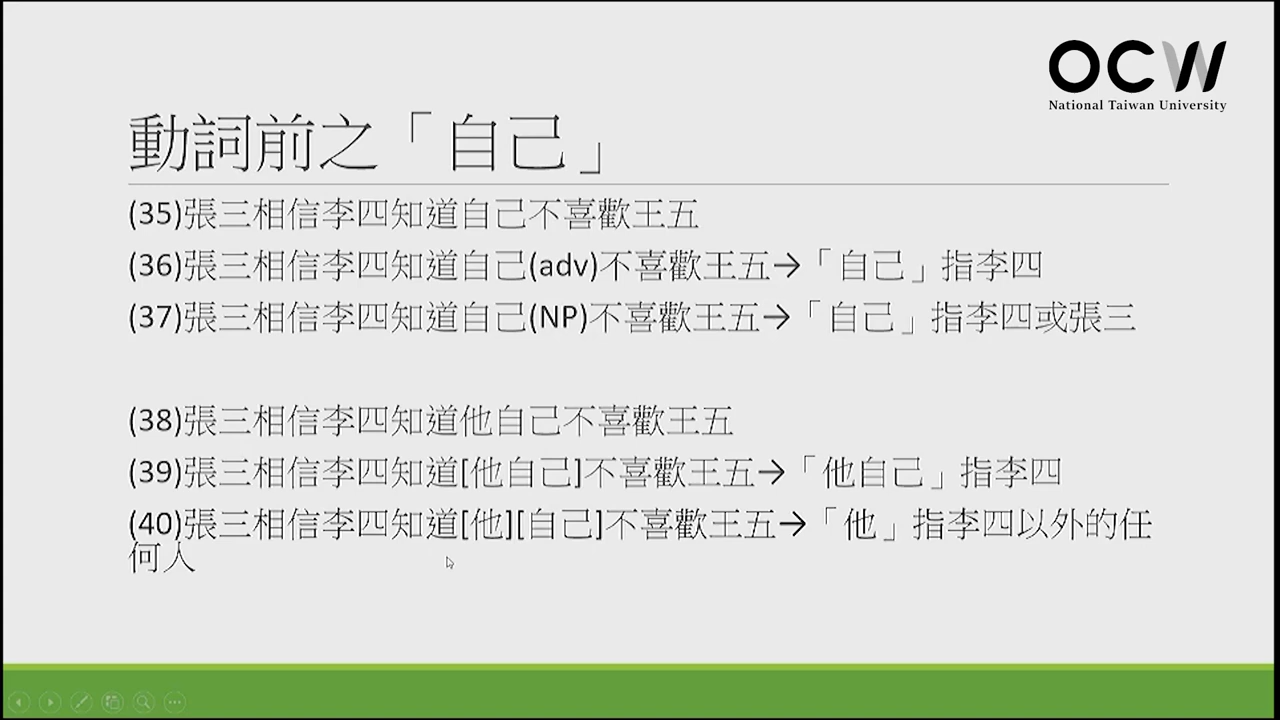 OCW
National Taiwan University
動詞前之「自己」
(35)張三相信李四知道自己不喜歡王五
(36)張三相信李四知道自己(adv)不喜歡王五→「自己」指李四
(37)張三相信李四知道自己(NP)不喜歡王五→「自己」指李四或張三
(38)張三相信李四知道他自己不喜歡王五
(39)張三相信李四知道[他自己]不喜歡王五→「他自己」指李四
(40)張三相信李四知道[他][自己]不喜歡王五→「他」指李四以外的任
何人